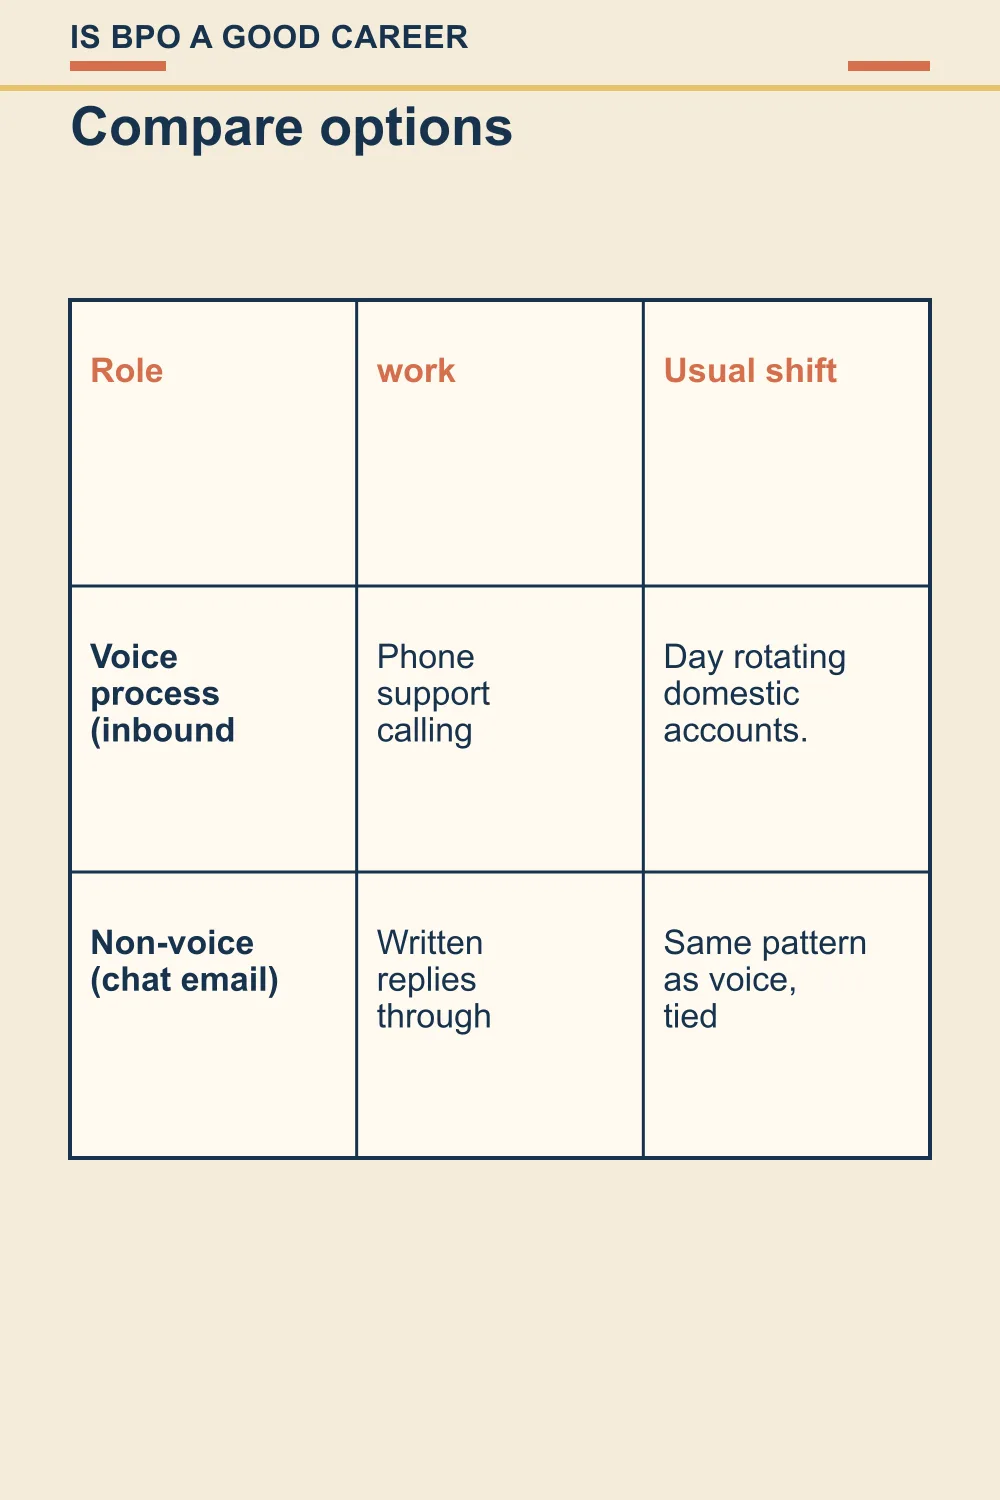 IS BPO A GOOD CAREER
Compare options
Role
work
Usual shift
Voice
process
(inbound
Phone
support
calling
Day rotating
domestic
accounts.
Non-voice
(chat email)
Written
replies
through
Same pattern
as voice,
tied